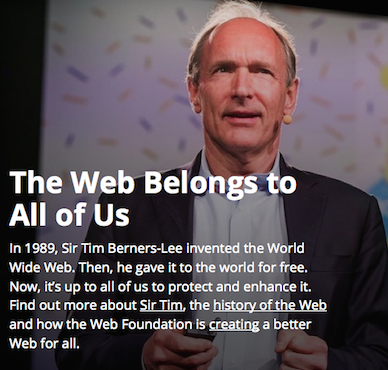 The Web Belongs to
All of Us
In 1989, Sir Tim Berners-Lee invented the World
Wide Web. Then, he gave it to the world for free.
Now, it's up to all of us to protect and enhance it.
Find out more about Sir Tim, the history of the Web
and how the Web Foundation is creating a better
Web for all.